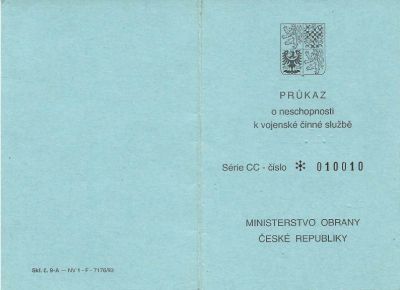 PRŮKAZ
o neschopnosti
k vojenské činné službě
Série CC - číslo ✻ 010010
MINISTERSTVO OBRANY
ČESKÉ REPUBLIKY
Skl. č. 9-A — NV 1 - F - 7176/93